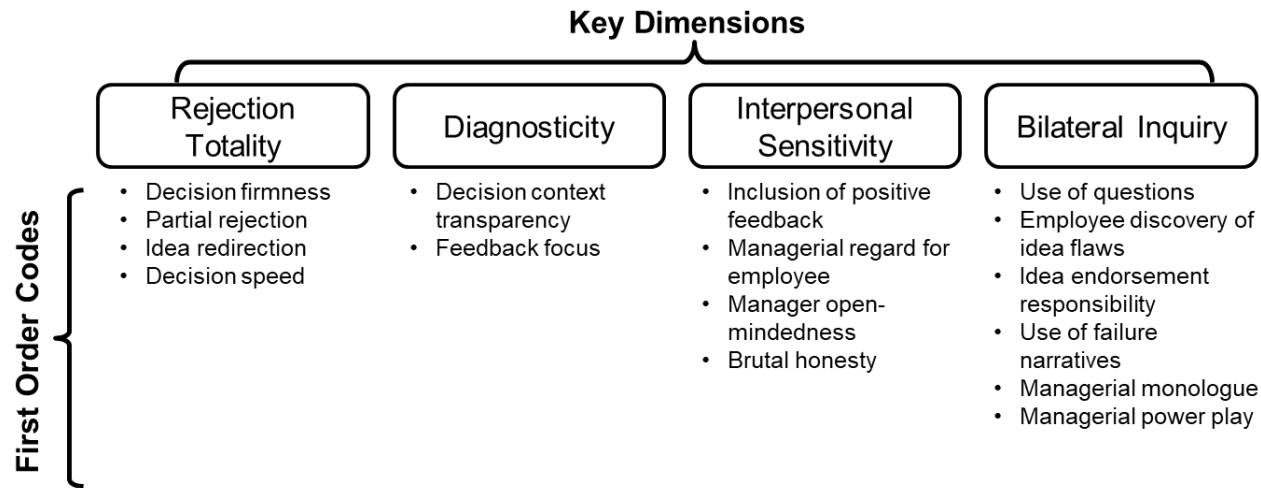 Key Dimensions
Rejection
Totality
Diagnosticity
Interpersonal
Sensitivity
Bilateral Inquiry
First Order Codes
• Decision firmness
• Partial rejection
• Idea redirection
• Decision speed
• Decision context
transparency
• Feedback focus
• Inclusion of positive
feedback
• Managerial regard for
employee
• Manager open-
mindedness
• Brutal honesty
• Use of questions
• Employee discovery of
idea flaws
• Idea endorsement
responsibility
• Use of failure
narratives
• Managerial monologue
• Managerial power play